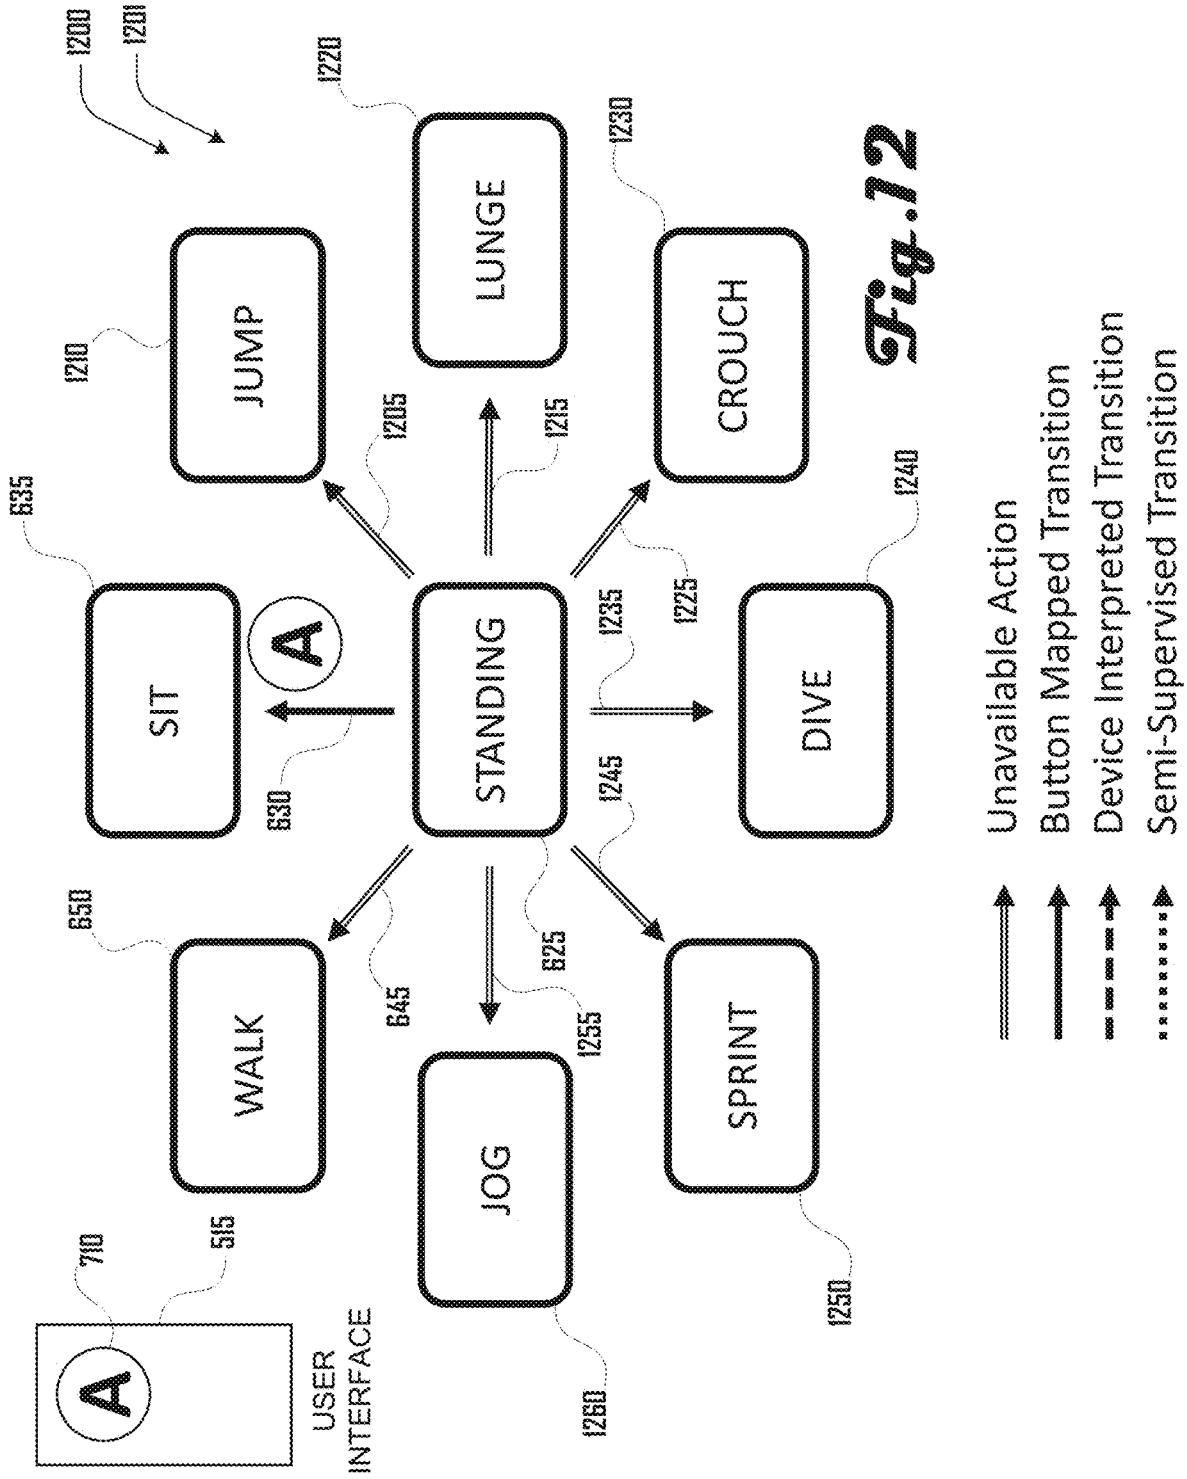 635
1200
1210
650
710
A
1201
SIT
515
WALK
JUMP
630
A
USER
1220
INTERFACE
645
1205
JOG
STANDING
LUNGE
625
1215
1255
1260
1245
1235
1230
1225
SPRINT
CROUCH
DIVE
1250
1240
Fig.12
Unavailable Action
Button Mapped Transition
Device Interpreted Transition
Semi-Supervised Transition